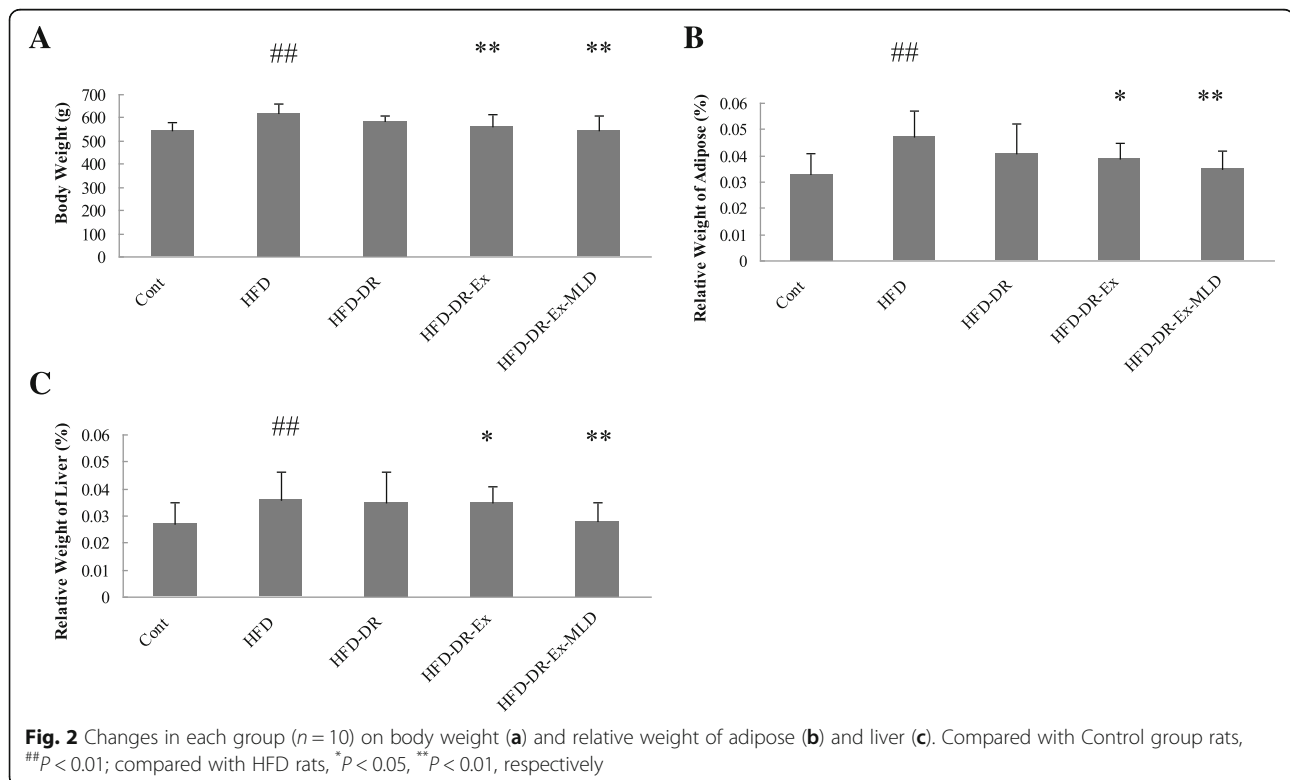 A
## ** **
Body Weight (g)
700
600
500
400
300
200
100
0
Cont
HFD
HFD-DR
HFD-DR-Ex
HFD-DR-Ex-MLD
B
## * **
Relative Weight of Adipose (%)
0.06
0.05
0.04
0.03
0.02
0.01
0
Cont
HFD
HFD-DR
HFD-DR-Ex
HFD-DR-Ex-MLD
C
## * **
Relative Weight of Liver (%)
0.06
0.05
0.04
0.03
0.02
0.01
0
Cont
HFD
HFD-DR
HFD-DR-Ex
HFD-DR-Ex-MLD
Fig. 2 Changes in each group (n = 10) on body weight (a) and relative weight of adipose (b) and liver (c). Compared with Control group rats,
##P < 0.01; compared with HFD rats, *P < 0.05, **P < 0.01, respectively